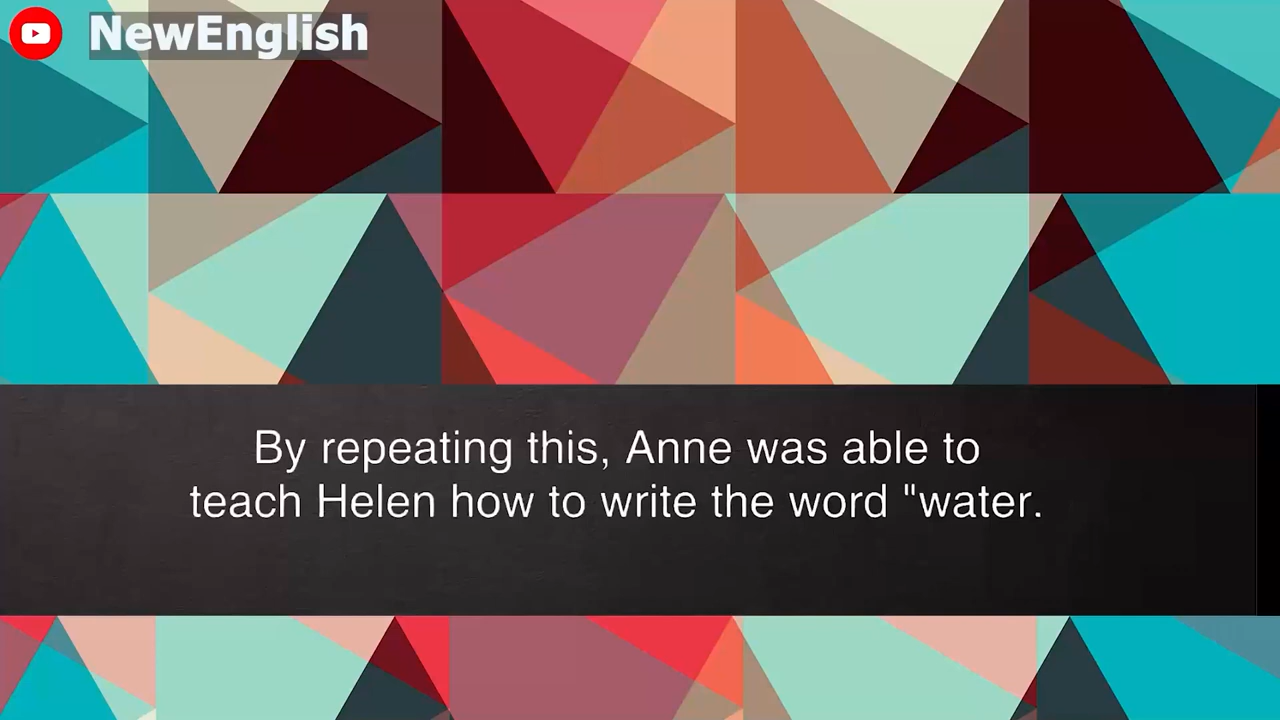 NewEnglish
By repeating this, Anne was able to
teach Helen how to write the word "water.